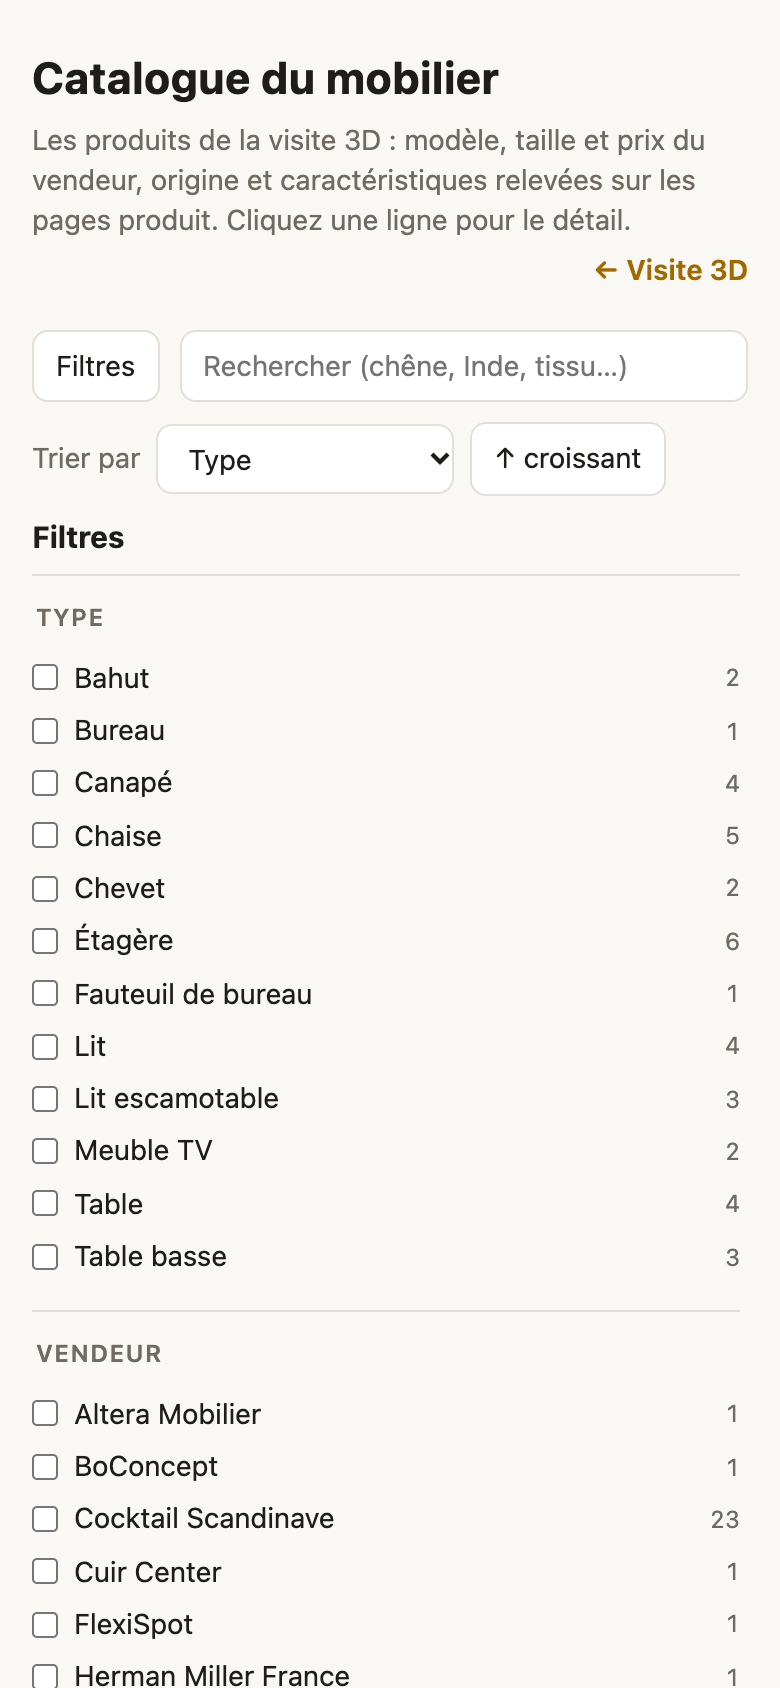 Catalogue du mobilier
Les produits de la visite 3D : modèle, taille et prix du
vendeur, origine et caractéristiques relevées sur les
pages produit. Cliquez une ligne pour le détail.
← Visite 3D
Filtres
Rechercher (chêne, Inde, tissu…)
Trier par
Type
↑ croissant
Filtres
TYPE
Bahut 2
Bureau 1
Canapé 4
Chaise 5
Chevet 2
Étagère 6
Fauteuil de bureau 1
Lit 4
Lit escamotable 3
Meuble TV 2
Table 4
Table basse 3
VENDEUR
Altera Mobilier 1
BoConcept 1
Cocktail Scandinave 23
Cuir Center 1
FlexiSpot 1
Herman Miller France 1